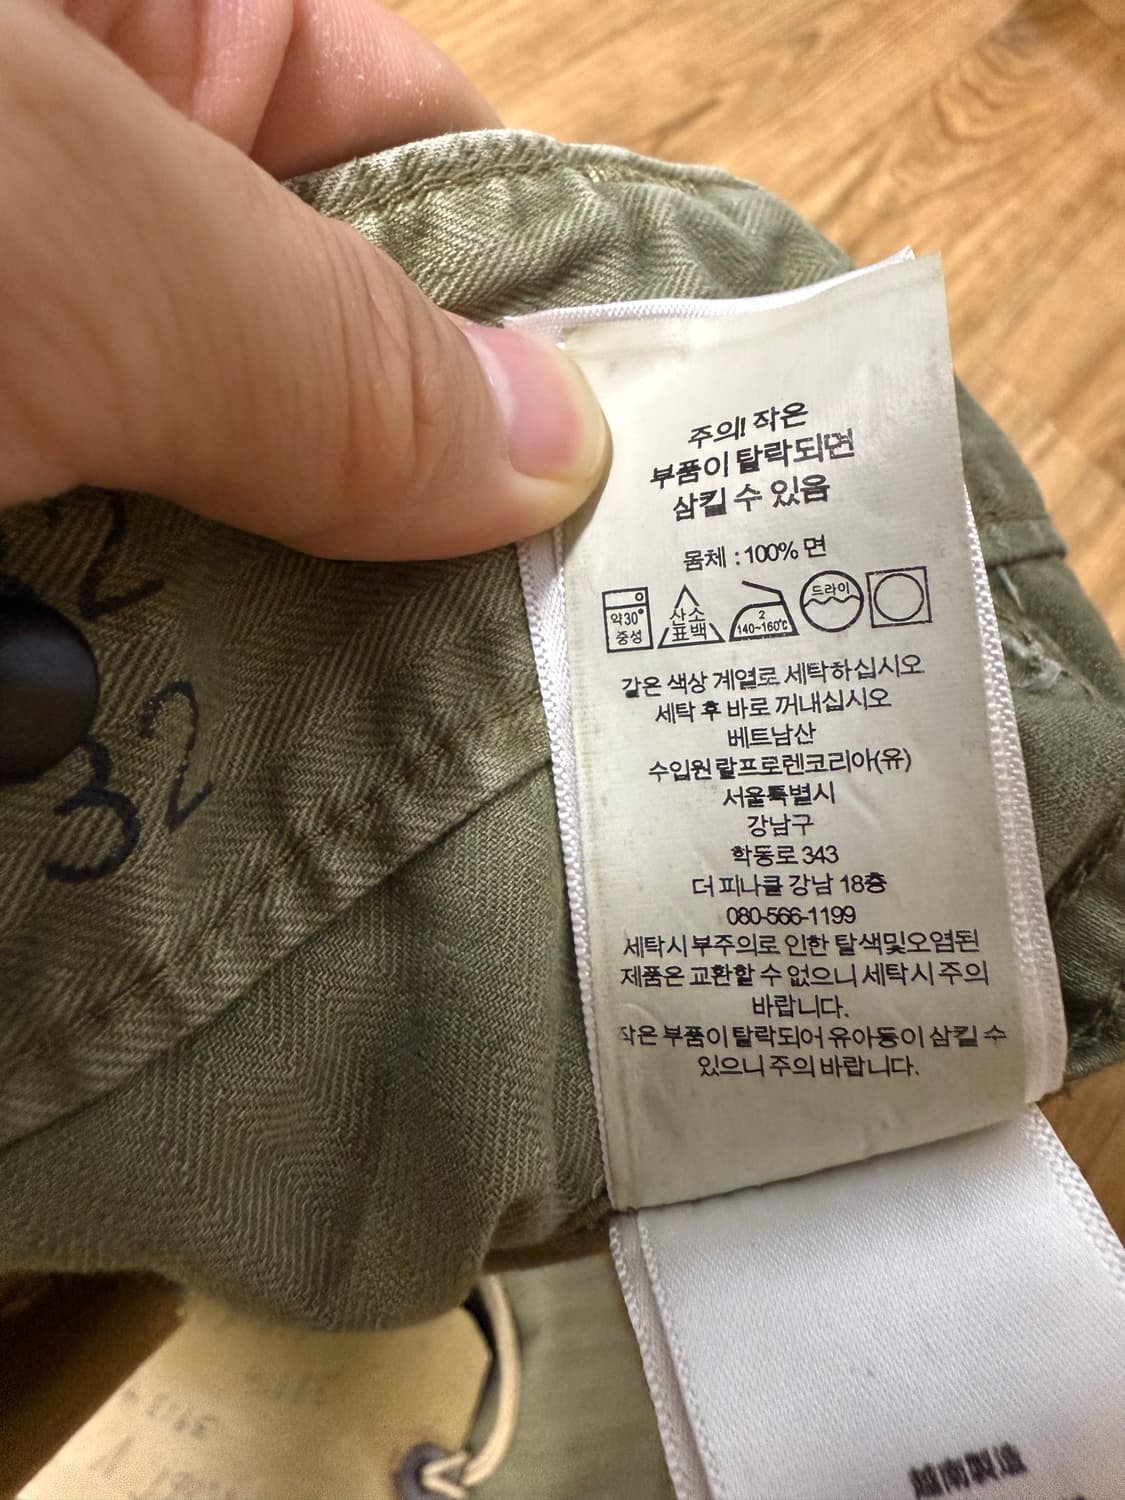 주의! 작은
부품이 탈락되면
삼킬 수 있음
몸체 : 100% 면
약30°
중성
산소
표백
2
140~160℃
드라이
같은 색상 계열로 세탁하십시오
세탁 후 바로 꺼내십시오
베트남산
수입원 랄프로렌코리아(유)
서울특별시
강남구
학동로 343
더 피나클 강남 18층
080-566-1199
세탁시 부주의로 인한 탈색및오염된
제품은 교환할 수 없으니 세탁시 주의
바랍니다.
작은 부품이 탈락되어 유아등이 삼킬 수
있으니 주의 바랍니다.
32
32
越南製造